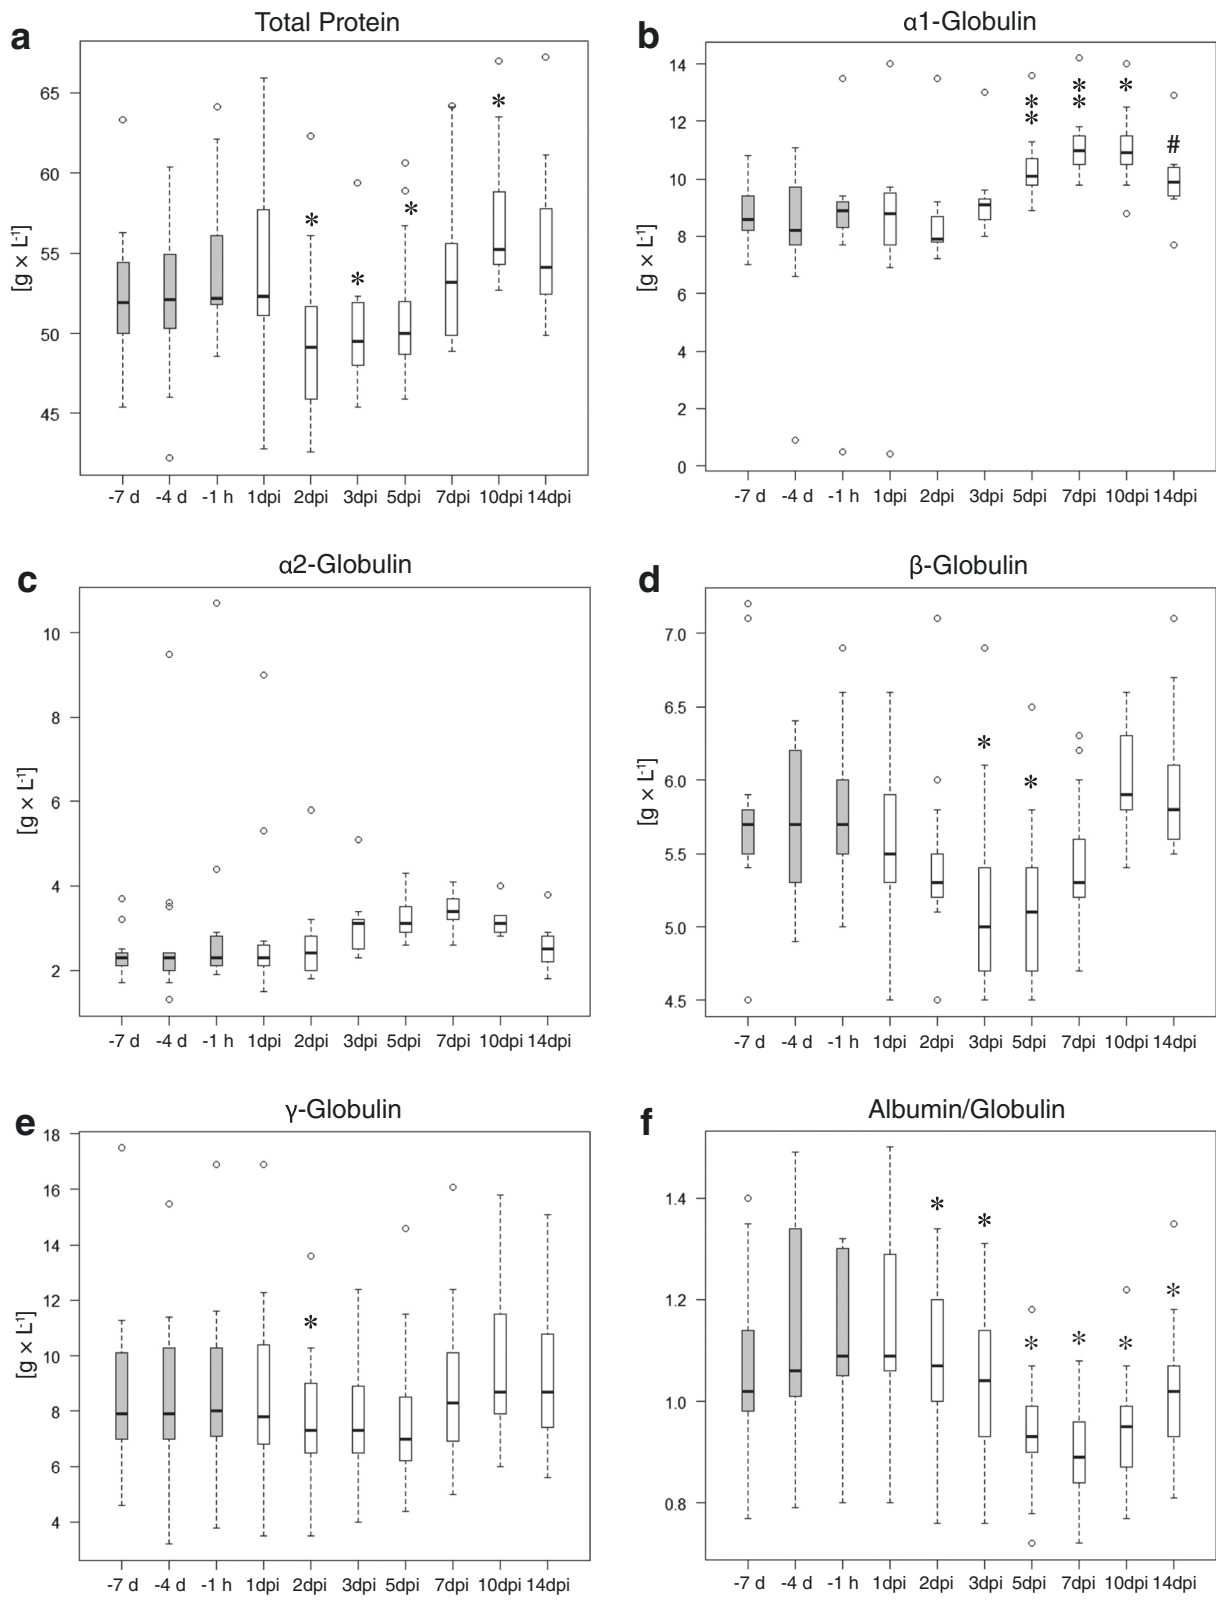 a
Total Protein
[g × L-1]
65
60
55
50
45
*
*
*
*
-7 d -4 d -1 h 1dpi 2dpi 3dpi 5dpi 7dpi 10dpi 14dpi
b
α1-Globulin
[g × L-1]
14
12
10
8
6
4
2
0
*
*
*
*
*
#
-7 d -4 d -1 h 1dpi 2dpi 3dpi 5dpi 7dpi 10dpi 14dpi
c
α2-Globulin
[g × L-1]
10
8
6
4
2
-7 d -4 d -1 h 1dpi 2dpi 3dpi 5dpi 7dpi 10dpi 14dpi
d
β-Globulin
[g × L-1]
7.0
6.5
6.0
5.5
5.0
4.5
*
*
-7 d -4 d -1 h 1dpi 2dpi 3dpi 5dpi 7dpi 10dpi 14dpi
e
γ-Globulin
[g × L-1]
18
16
14
12
10
8
6
4
*
-7 d -4 d -1 h 1dpi 2dpi 3dpi 5dpi 7dpi 10dpi 14dpi
f
Albumin/Globulin
1.4
1.2
1.0
0.8
*
*
*
*
*
*
-7 d -4 d -1 h 1dpi 2dpi 3dpi 5dpi 7dpi 10dpi 14dpi